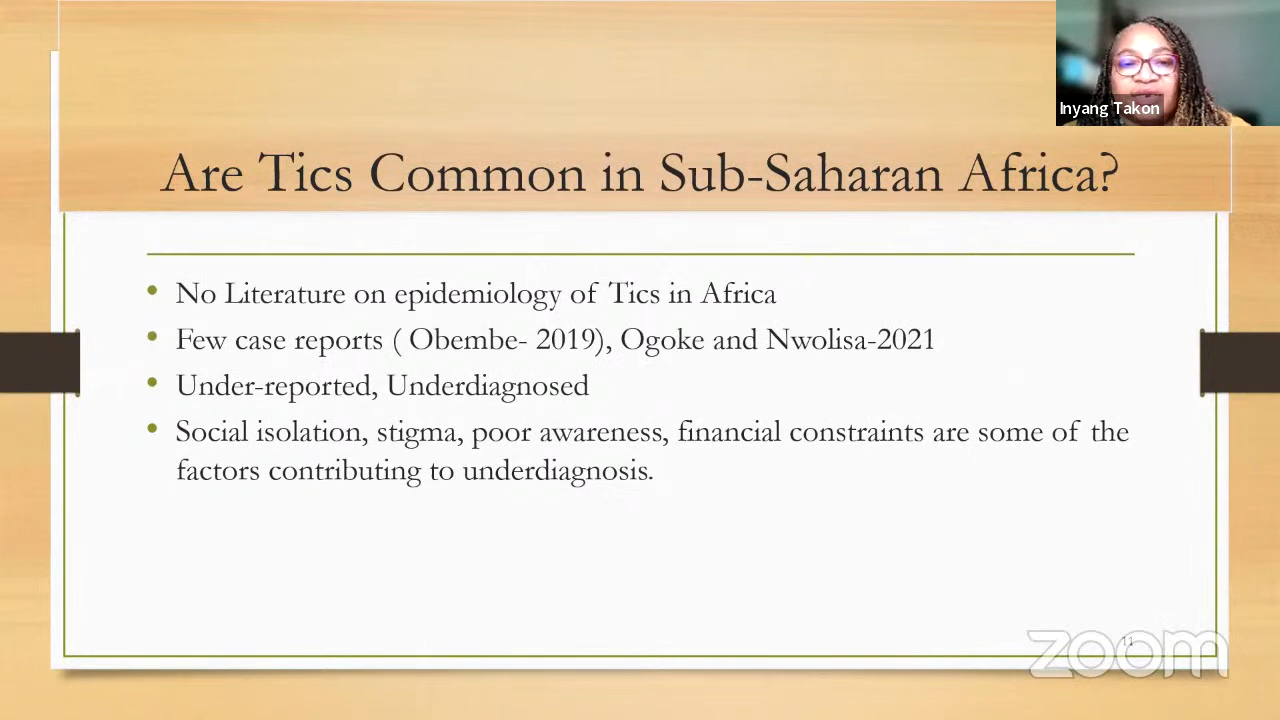 Inyang Takon
Are Tics Common in Sub-Saharan Africa?
• No Literature on epidemiology of Tics in Africa
• Few case reports ( Obembe- 2019), Ogoke and Nwolisa-2021
• Under-reported, Underdiagnosed
• Social isolation, stigma, poor awareness, financial constraints are some of the
factors contributing to underdiagnosis.
11
zoom